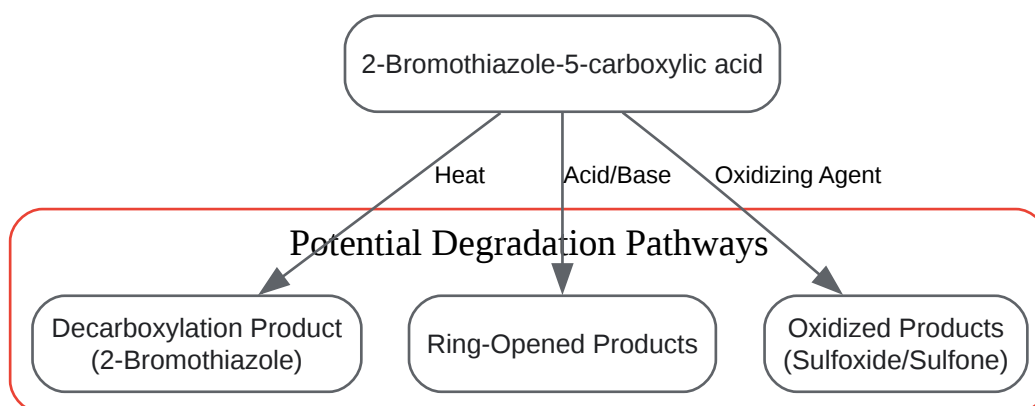 2-Bromothiazole-5-carboxylic acid
Heat
Acid/Base
Oxidizing Agent
Potential Degradation Pathways
Decarboxylation Product
(2-Bromothiazole)
Ring-Opened Products
Oxidized Products
(Sulfoxide/Sulfone)